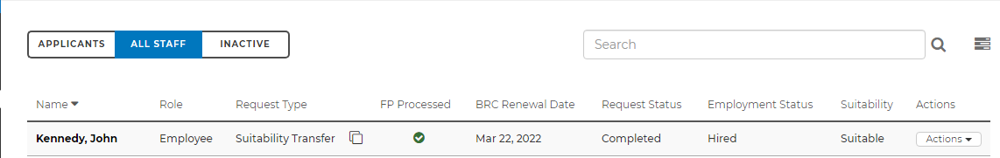 APPLICANTS ALL STAFF INACTIVE Search
Name Role Request Type FP Processed BRC Renewal Date Request Status Employment Status Suitability Actions
Kennedy, John Employee Suitability Transfer Mar 22, 2022 Completed Hired Suitable Actions